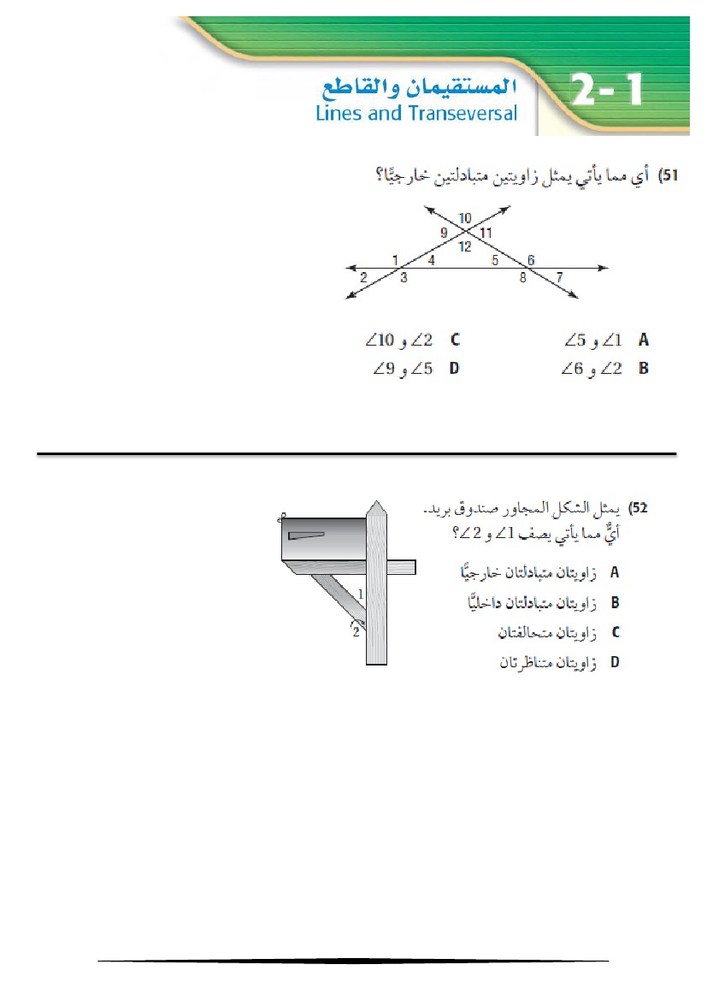 2-1
المستقيمان والقاطع
Lines and Transeversal
51) أي مما يأتي يمثل زاويتين متبادلتين خارجيًّا؟
10
9 11
12
1 4 5 6
2 3 8 7
A ∠1 و ∠5 C ∠2 و ∠10
B ∠2 و ∠6 D ∠5 و ∠9
52) يمثل الشكل المجاور صندوق بريد.
أيٌّ مما يأتي يصف ∠1 و ∠2؟
A زاويتان متبادلتان خارجيًّا
B زاويتان متبادلتان داخليًّا
C زاويتان متحالفتان
D زاويتان متناظرتان
1
2